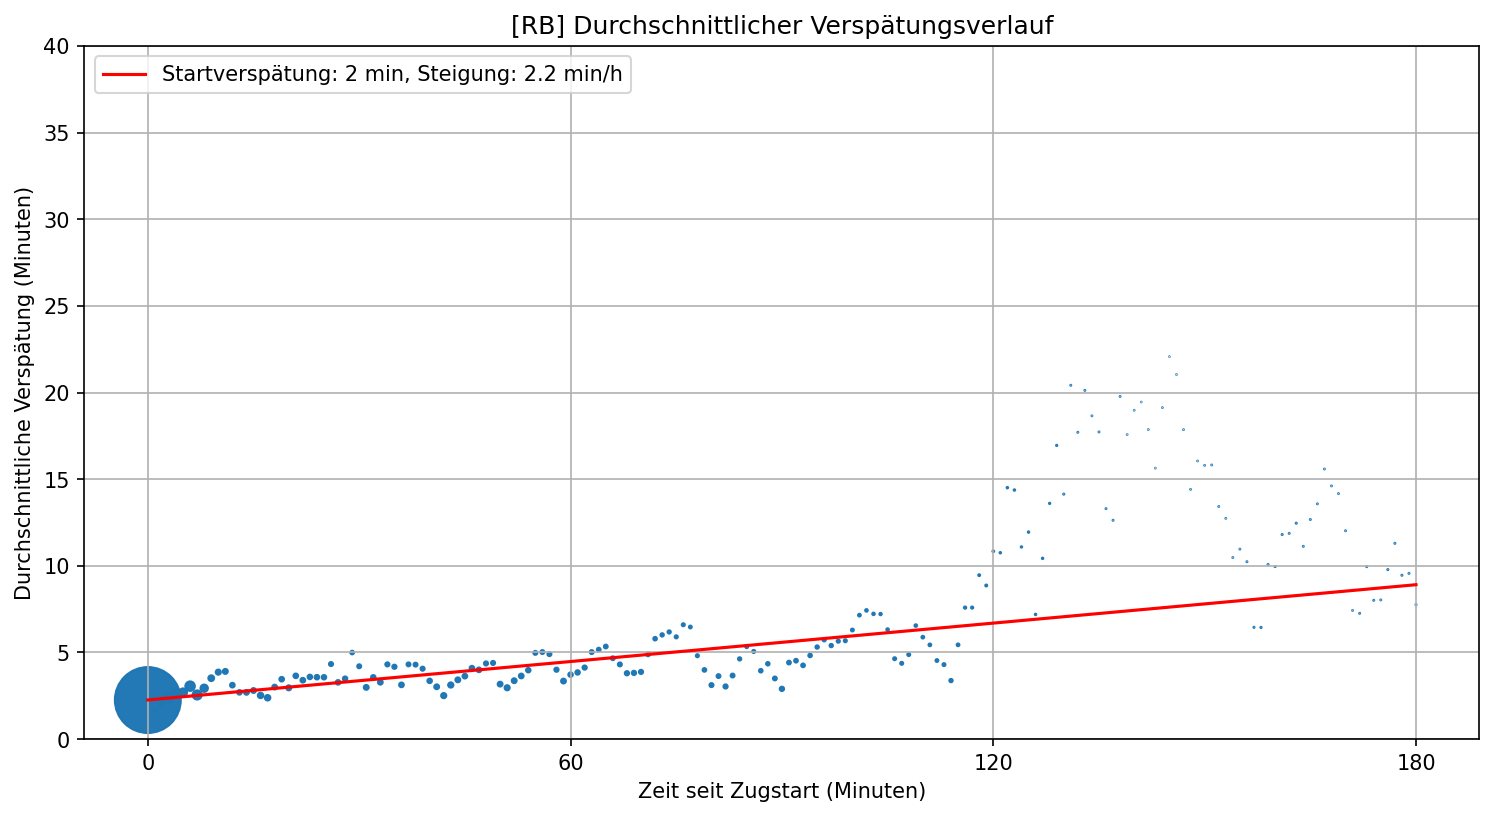 [RB] Durchschnittlicher Verspätungsverlauf
Startverspätung: 2 min, Steigung: 2.2 min/h
Durchschnittliche Verspätung (Minuten)
40
35
30
25
20
15
10
5
0
0 60 120 180
Zeit seit Zugstart (Minuten)